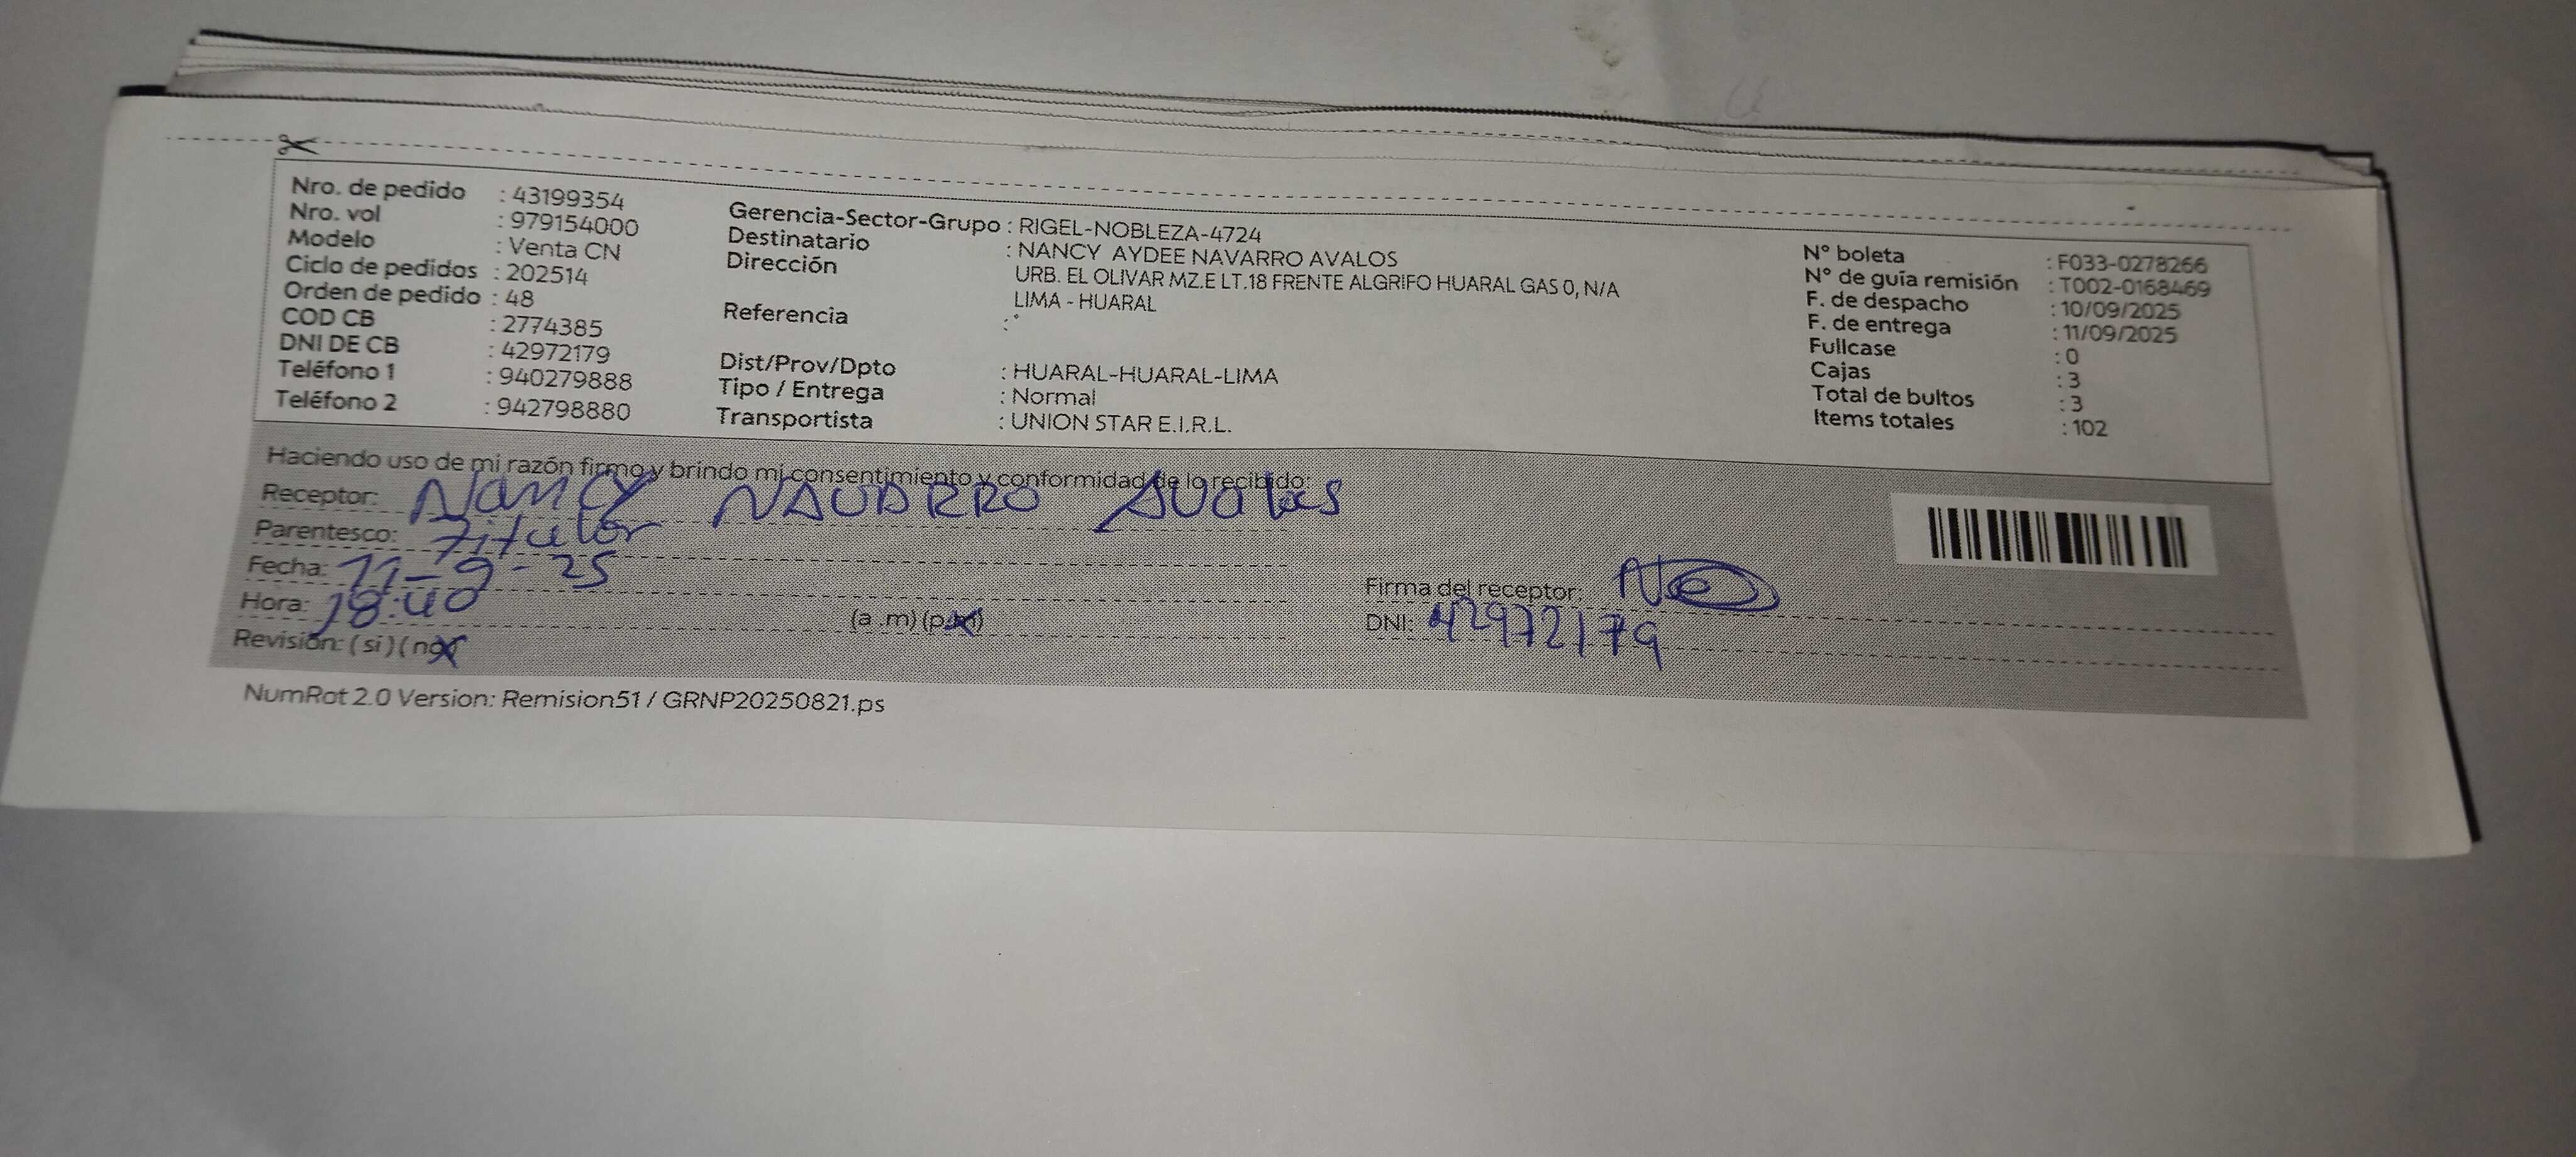 Nro. de pedido : 43199354
Nro. vol : 979154000
Modelo : Venta CN
Ciclo de pedidos : 202514
Orden de pedido : 48
COD CB : 2774385
DNI DE CB : 42972179
Teléfono 1 : 940279888
Teléfono 2 : 942798880
Gerencia-Sector-Grupo : RIGEL-NOBLEZA-4724
Destinatario : NANCY AYDEE NAVARRO AVALOS
Dirección URB. EL OLIVAR MZ.E LT.18 FRENTE ALGRIFO HUARAL GAS 0, N/A
LIMA - HUARAL
Referencia : *
Dist/Prov/Dpto : HUARAL-HUARAL-LIMA
Tipo / Entrega : Normal
Transportista : UNION STAR E.I.R.L.
N° boleta : F033-0278266
N° de guía remisión : T002-0168469
F. de despacho : 10/09/2025
F. de entrega : 11/09/2025
Fullcase : 0
Cajas : 3
Total de bultos : 3
Items totales : 102
Haciendo uso de mi razón firmo y brindo mi consentimiento y conformidad de lo recibido:
Receptor: Nancy NAVARRO Avalos
Parentesco: Titular
Fecha: 11-9-25
Hora: 18:40 (a .m) (p.m)
Revisión: (si) (no)
Firma del receptor:
DNI: 42972179
NumRot 2.0 Version: Remision51 / GRNP20250821.ps